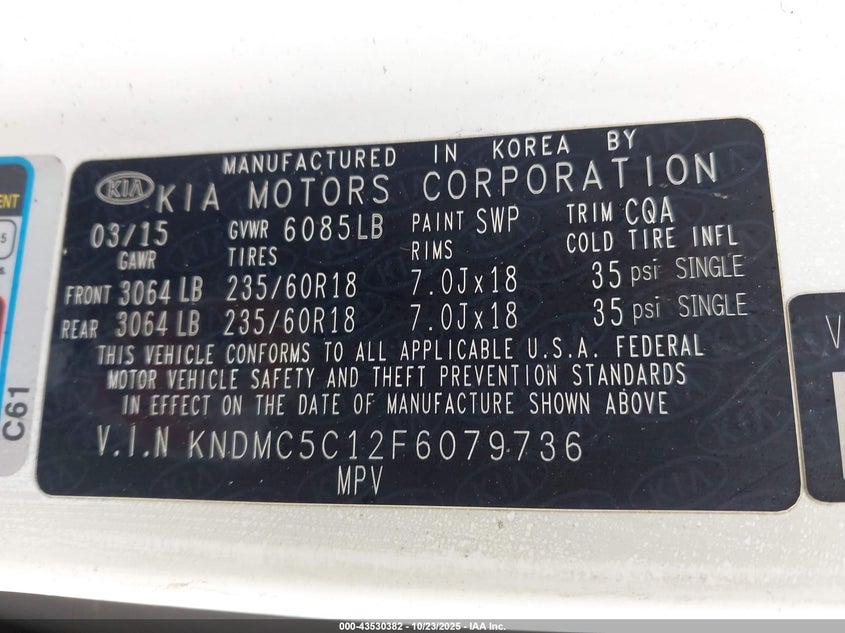 MANUFACTURED IN KOREA BY
KIA KIA MOTORS CORPORATION
03/15 GVWR 6085LB PAINT SWP TRIM CQA
GAWR TIRES RIMS COLD TIRE INFL
FRONT 3064 LB 235/60R18 7.0Jx18 35 psi SINGLE
REAR 3064 LB 235/60R18 7.0Jx18 35 psi SINGLE
THIS VEHICLE CONFORMS TO ALL APPLICABLE U.S.A. FEDERAL
MOTOR VEHICLE SAFETY AND THEFT PREVENTION STANDARDS
IN EFFECT ON THE DATE OF MANUFACTURE SHOWN ABOVE
V.I.N KNDMC5C12F6079736
MPV
C61
000-43530382 - 10/23/2025 - IAA Inc.